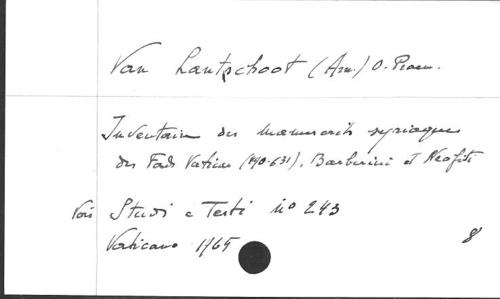 Van Lantschoot (Arn.) O. Praem.
Inventaire des manuscrits syriaques
des Fonds Vatican (490-631), Barberini et Neofiti
Voir Studi e Testi n° 243
Vaticano 1965
8